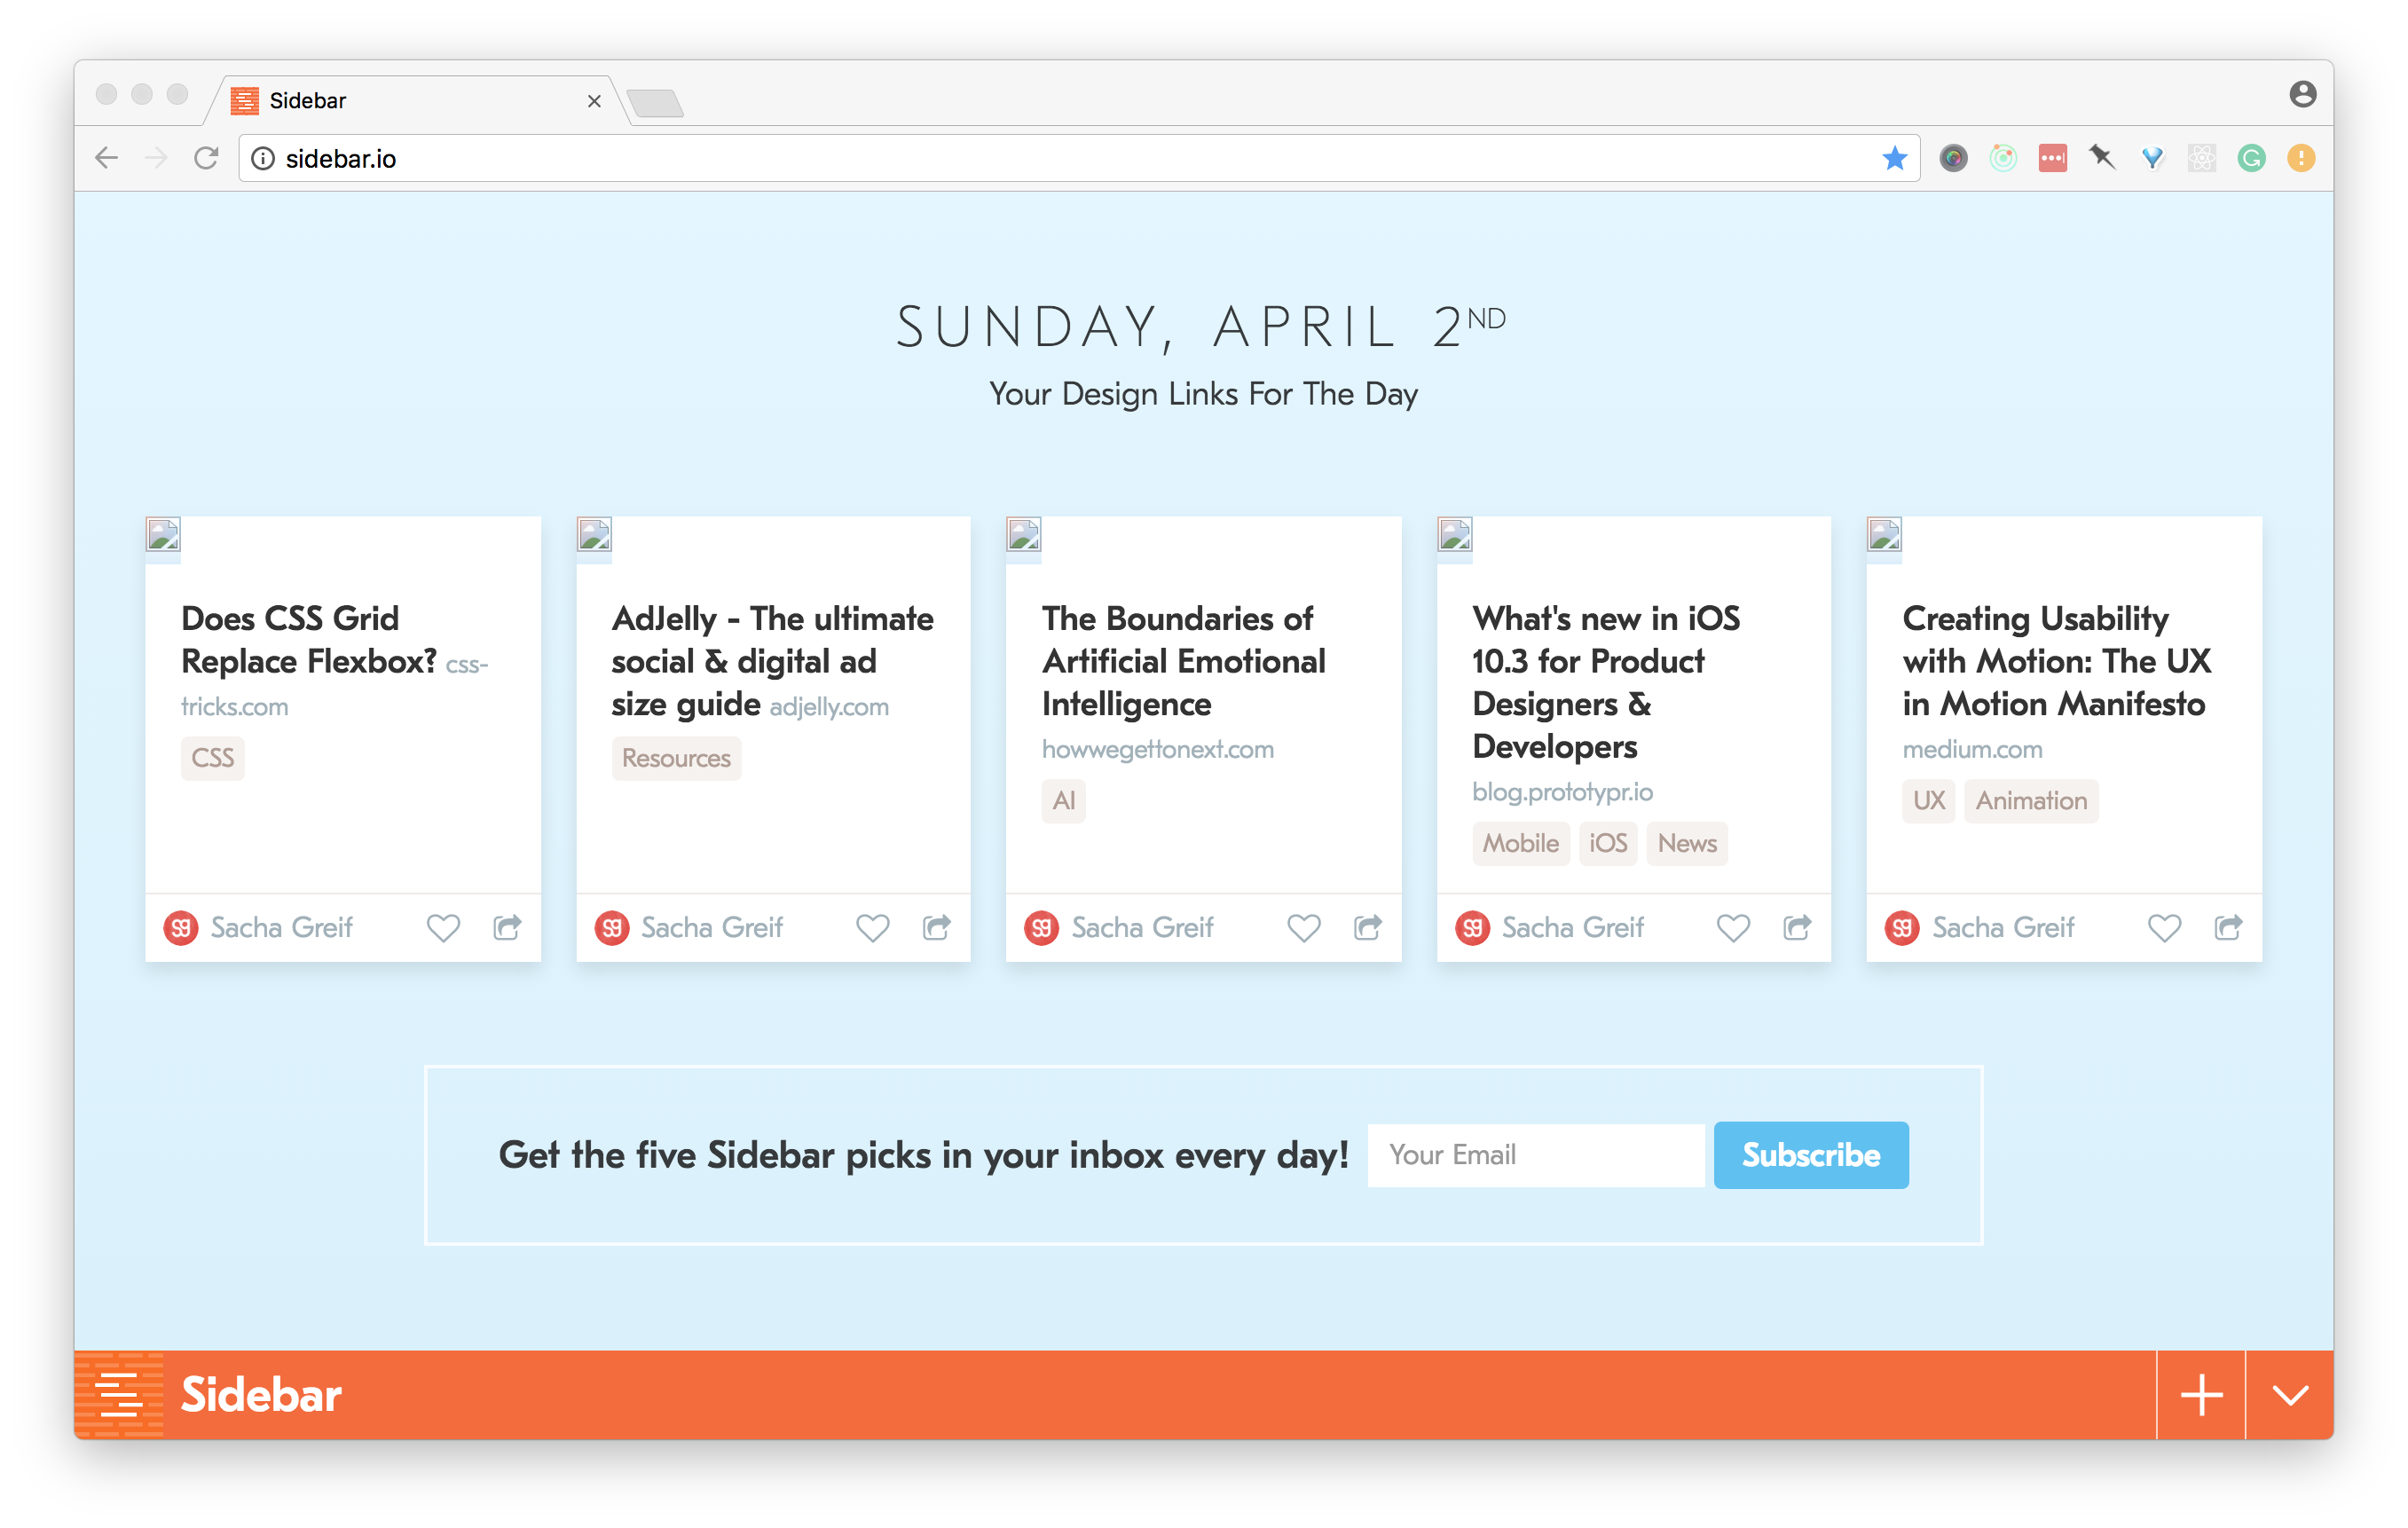 Sidebar
sidebar.io
SUNDAY, APRIL 2ND
Your Design Links For The Day
Does CSS Grid
Replace Flexbox? css-
tricks.com
CSS
Sacha Greif
AdJelly - The ultimate
social & digital ad
size guide adjelly.com
Resources
Sacha Greif
The Boundaries of
Artificial Emotional
Intelligence
howwegettonext.com
AI
Sacha Greif
What's new in iOS
10.3 for Product
Designers &
Developers
blog.prototypr.io
Mobile iOS News
Sacha Greif
Creating Usability
with Motion: The UX
in Motion Manifesto
medium.com
UX Animation
Sacha Greif
Get the five Sidebar picks in your inbox every day! Your Email Subscribe
Sidebar